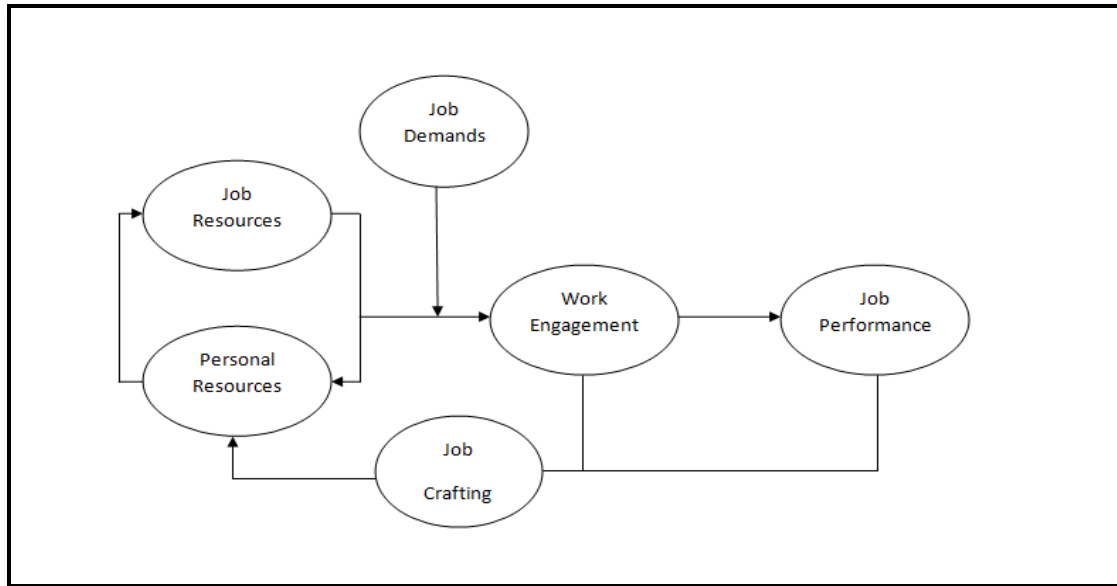 Job
Demands
Job
Resources
Work
Engagement
Job
Performance
Personal
Resources
Job
Crafting